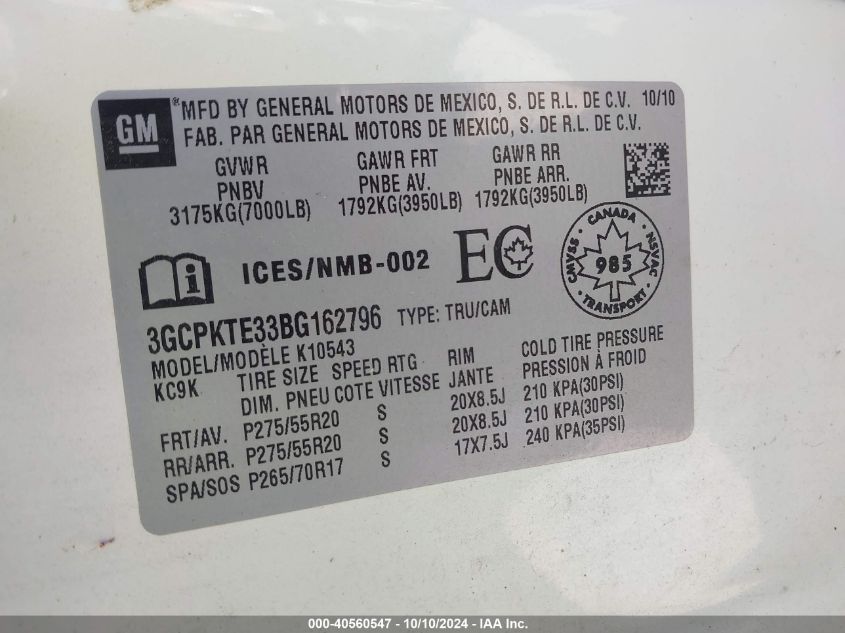 GM
® MFD BY GENERAL MOTORS DE MEXICO, S. DE R.L. DE C.V. 10/10
FAB. PAR GENERAL MOTORS DE MEXICO, S. DE R.L. DE C.V.
GVWR GAWR FRT GAWR RR
PNBV PNBE AV. PNBE ARR.
3175KG(7000LB) 1792KG(3950LB) 1792KG(3950LB)
i ICES/NMB-002 EC
CANADA
CMVSS NSVAC
985
TRANSPORT
3GCPKTE33BG162796 TYPE: TRU/CAM
MODEL/MODÈLE K10543
KC9K TIRE SIZE SPEED RTG RIM COLD TIRE PRESSURE
DIM. PNEU COTE VITESSE JANTE PRESSION À FROID
FRT/AV. P275/55R20 S 20X8.5J 210 KPA(30PSI)
RR/ARR. P275/55R20 S 20X8.5J 210 KPA(30PSI)
SPA/SOS P265/70R17 S 17X7.5J 240 KPA(35PSI)
000-40560547 - 10/10/2024 - IAA Inc.